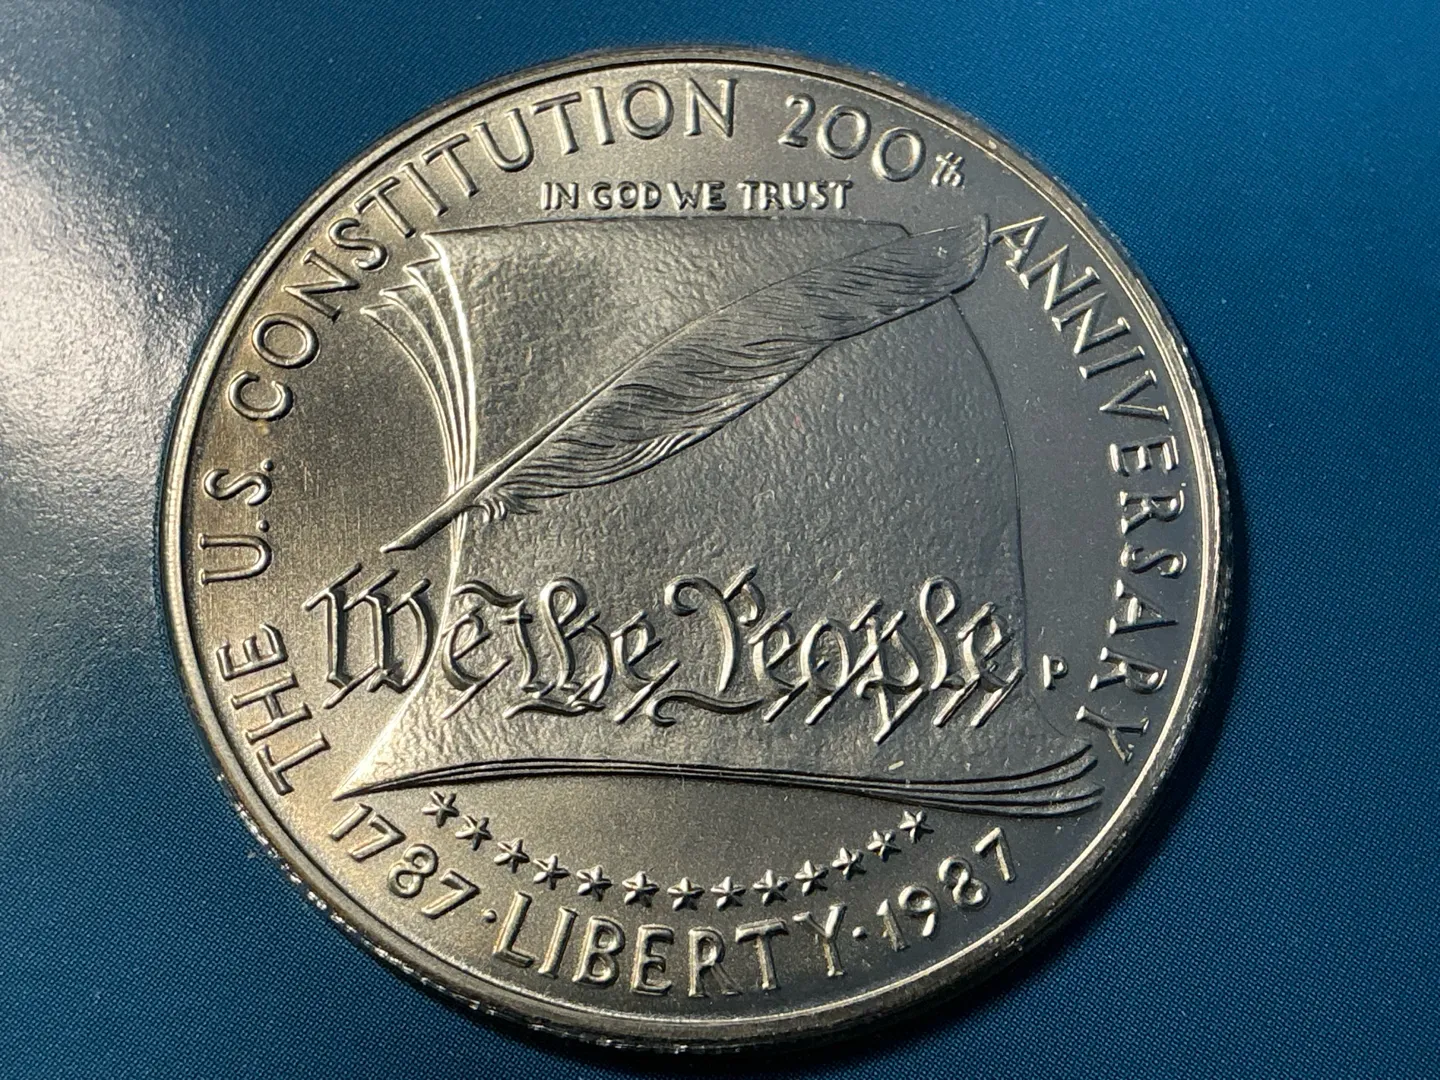 THE U.S. CONSTITUTION 200th ANNIVERSARY
IN GOD WE TRUST
We the People
P
1787·LIBERTY·1987